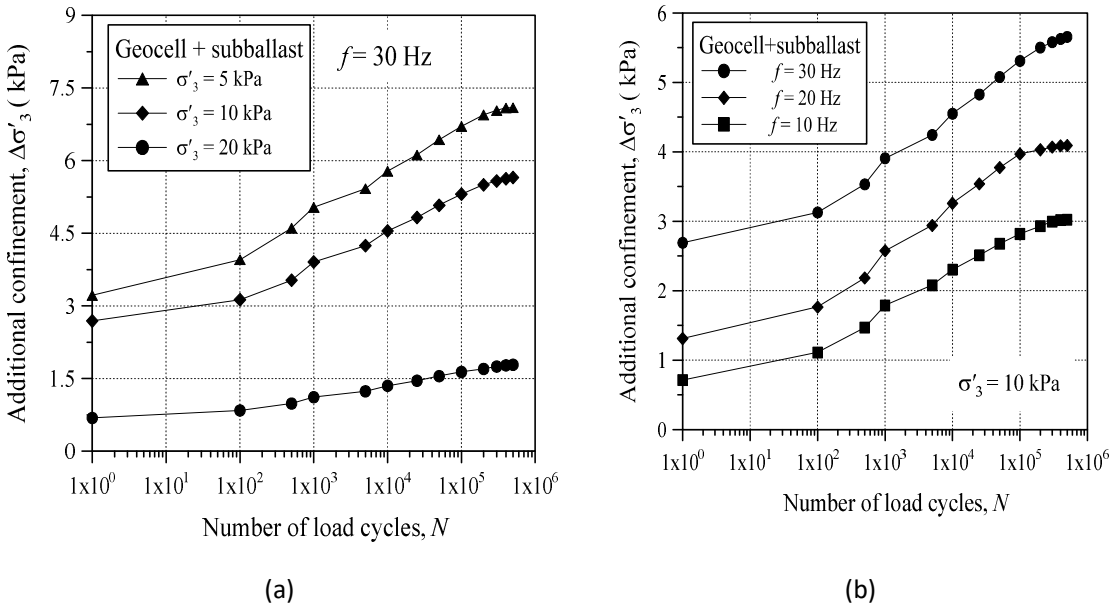 Additional confinement, Δσ′3 ( kPa)
9
7.5
6
4.5
3
1.5
0
Geocell + subballast
σ′3 = 5 kPa
σ′3 = 10 kPa
σ′3 = 20 kPa
f = 30 Hz
1x10^0 1x10^1 1x10^2 1x10^3 1x10^4 1x10^5 1x10^6
Number of load cycles, N
(a)
Additional confinement, Δσ′3 ( kPa)
6
5
4
3
2
1
0
Geocell+subballast
f = 30 Hz
f = 20 Hz
f = 10 Hz
σ′3 = 10 kPa
1x10^0 1x10^1 1x10^2 1x10^3 1x10^4 1x10^5 1x10^6
Number of load cycles, N
(b)